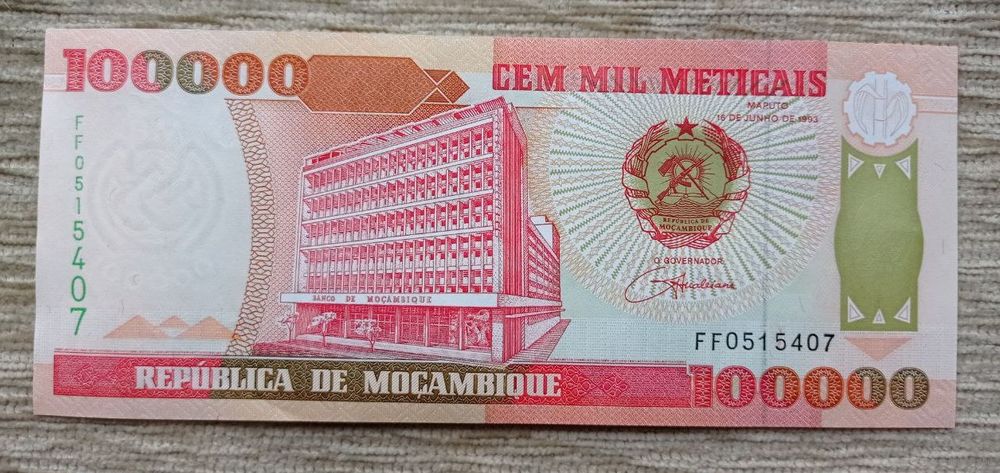 100000
CEM MIL METICAIS
MAPUTO
16 DE JUNHO DE 1993
FF0515407
REPÚBLICA DE
MOÇAMBIQUE
O GOVERNADOR
BANCO DE MOÇAMBIQUE
FF0515407
REPÚBLICA DE MOÇAMBIQUE
100000